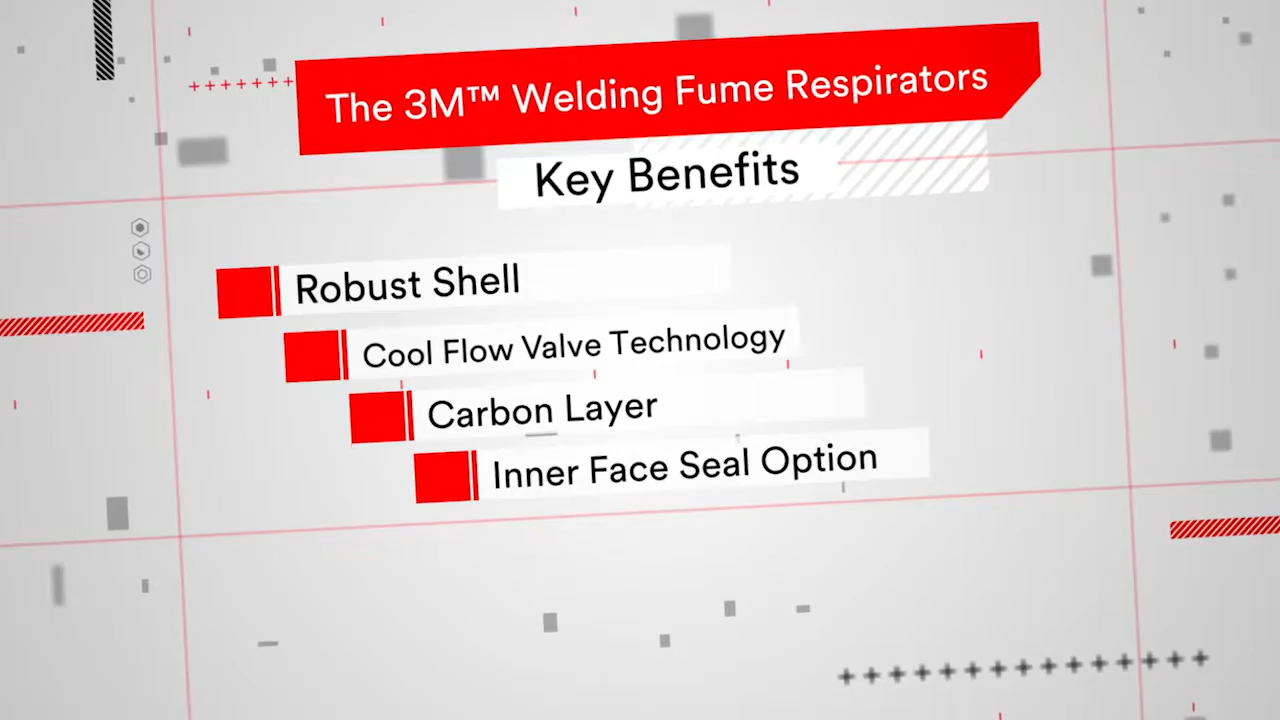 The 3M™ Welding Fume Respirators
Key Benefits
Robust Shell
Cool Flow Valve Technology
Carbon Layer
Inner Face Seal Option